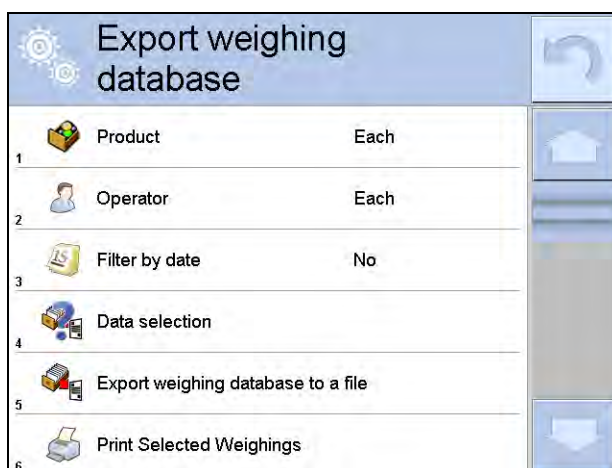 Export weighing
database
1 Product Each
2 Operator Each
15
3 Filter by date No
4 Data selection
5 Export weighing database to a file
6 Print Selected Weighings